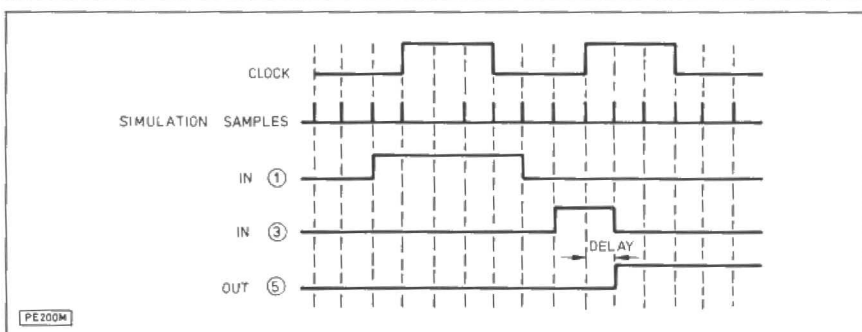 CLOCK
SIMULATION SAMPLES
IN ①
IN ③
DELAY
OUT ⑤
PE200M